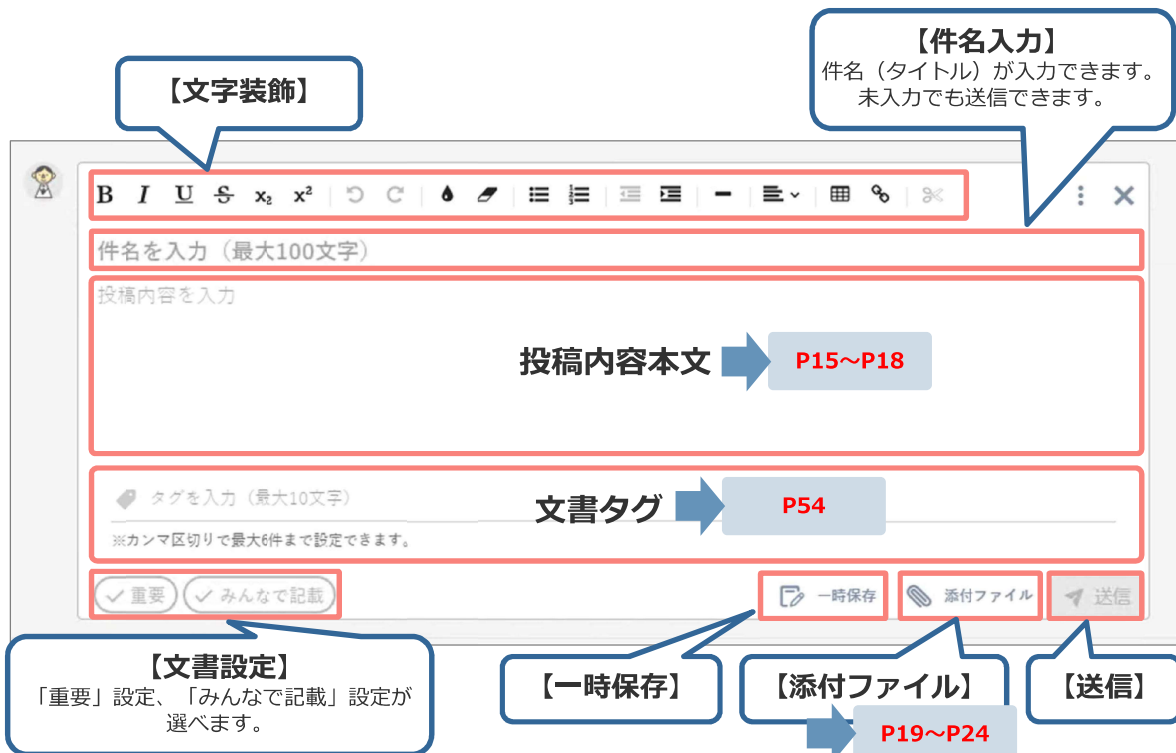 【件名入力】
件名（タイトル）が入力できます。
未入力でも送信できます。
【文字装飾】
B I U S x₂ x²
件名を入力（最大100文字）
投稿内容を入力
投稿内容本文 P15～P18
タグを入力（最大10文字）
文書タグ P54
※カンマ区切りで最大6件まで設定できます。
重要 みんなで記載 一時保存 添付ファイル 送信
【文書設定】
「重要」設定、「みんなで記載」設定が
選べます。
【一時保存】
【添付ファイル】
P19～P24
【送信】